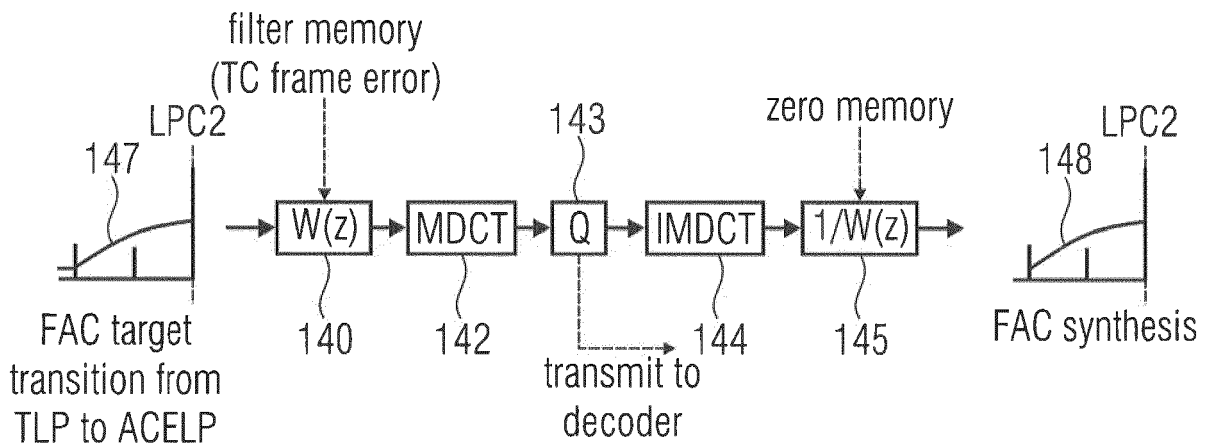 filter memory
(TC frame error)
LPC2
147
143
zero memory
LPC2
148
W(z)
MDCT
Q
IMDCT
1/W(z)
FAC target
transition from
TLP to ACELP
140
142
144
145
transmit to
decoder
FAC synthesis